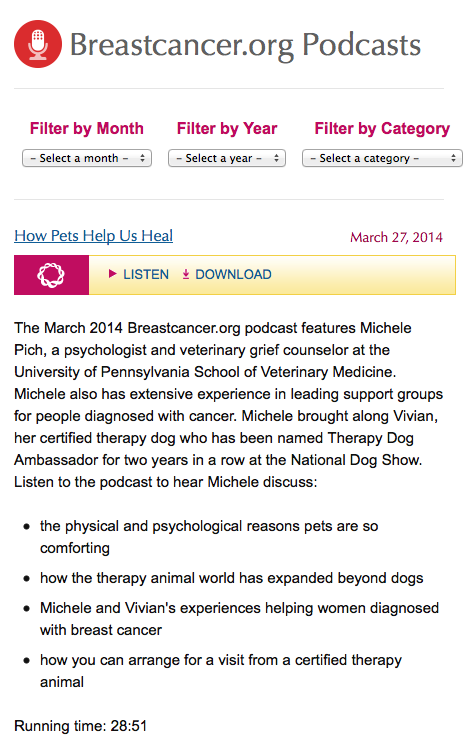 Breastcancer.org Podcasts
Filter by Month Filter by Year Filter by Category
– Select a month – – Select a year – – Select a category –
How Pets Help Us Heal March 27, 2014
LISTEN DOWNLOAD
The March 2014 Breastcancer.org podcast features Michele
Pich, a psychologist and veterinary grief counselor at the
University of Pennsylvania School of Veterinary Medicine.
Michele also has extensive experience in leading support groups
for people diagnosed with cancer. Michele brought along Vivian,
her certified therapy dog who has been named Therapy Dog
Ambassador for two years in a row at the National Dog Show.
Listen to the podcast to hear Michele discuss:
• the physical and psychological reasons pets are so
comforting
• how the therapy animal world has expanded beyond dogs
• Michele and Vivian's experiences helping women diagnosed
with breast cancer
• how you can arrange for a visit from a certified therapy
animal
Running time: 28:51